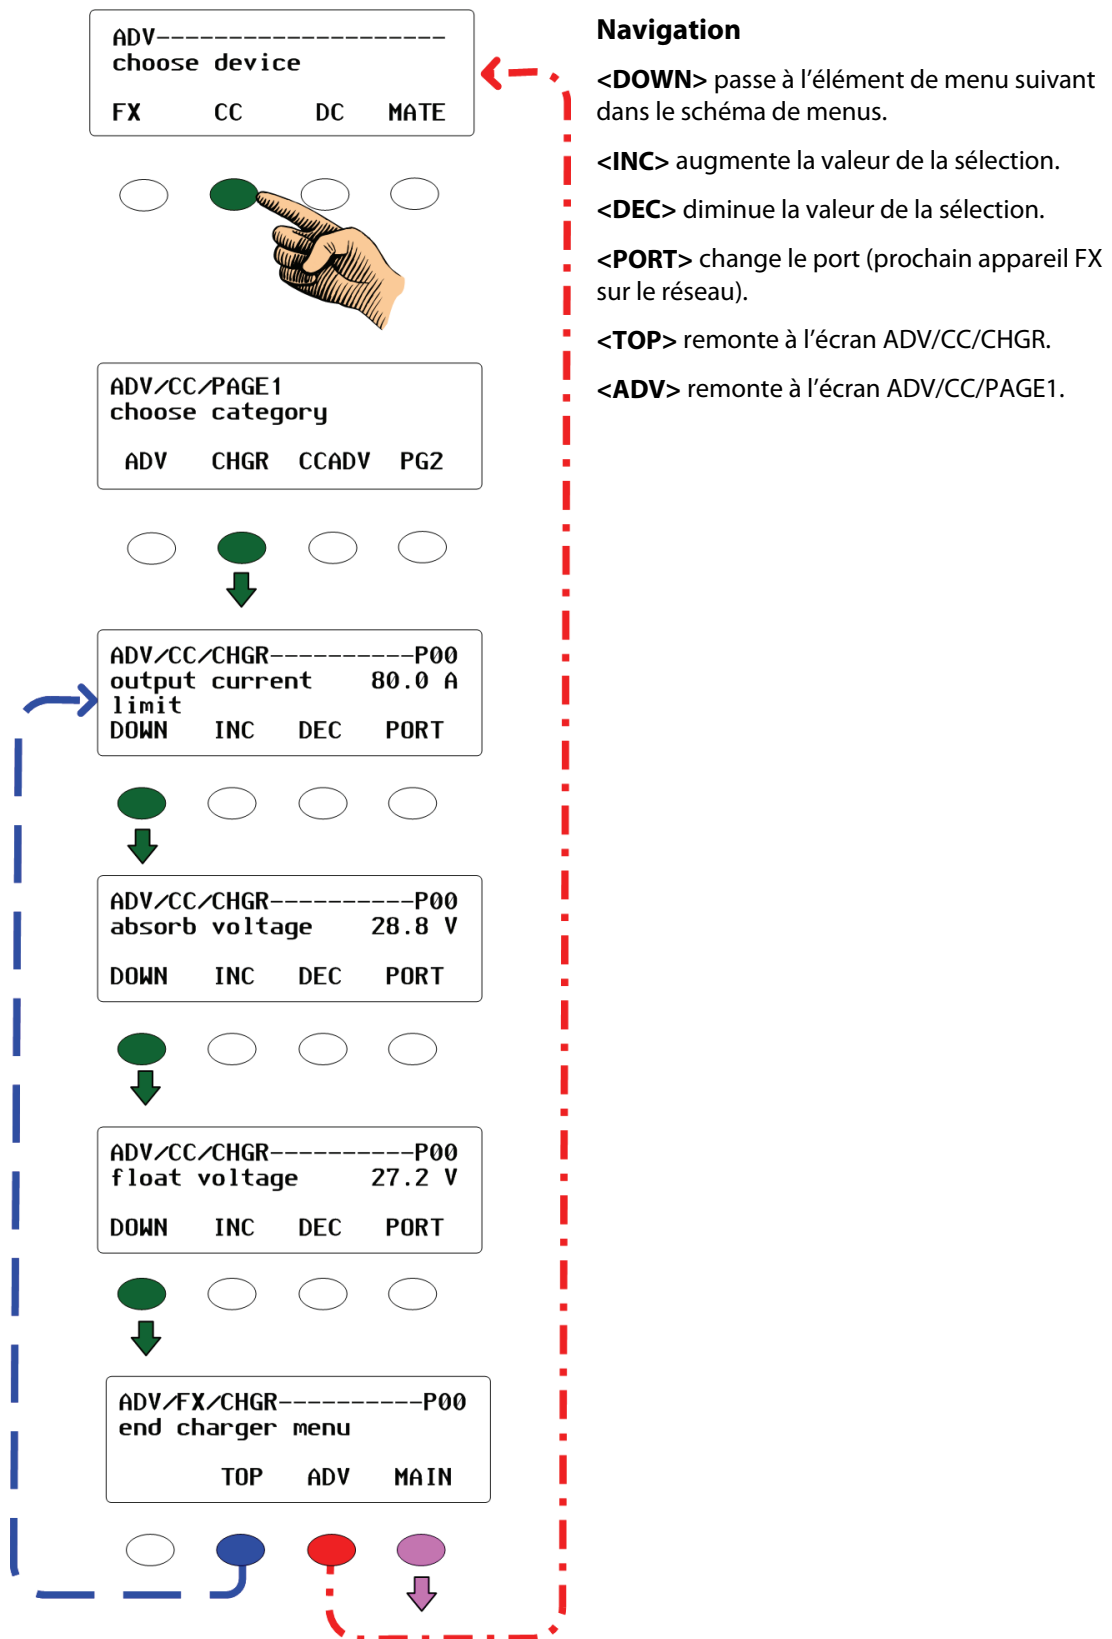 ADV--------------------
choose device
FX CC DC MATE
ADV/CC/PAGE1
choose category
ADV CHGR CCADV PG2
ADV/CC/CHGR----------P00
output current 80.0 A
limit
DOWN INC DEC PORT
ADV/CC/CHGR----------P00
absorb voltage 28.8 V
DOWN INC DEC PORT
ADV/CC/CHGR----------P00
float voltage 27.2 V
DOWN INC DEC PORT
ADV/FX/CHGR----------P00
end charger menu
TOP ADV MAIN
Navigation
<DOWN> passe à l’élément de menu suivant
dans le schéma de menus.
<INC> augmente la valeur de la sélection.
<DEC> diminue la valeur de la sélection.
<PORT> change le port (prochain appareil FX
sur le réseau).
<TOP> remonte à l’écran ADV/CC/CHGR.
<ADV> remonte à l’écran ADV/CC/PAGE1.